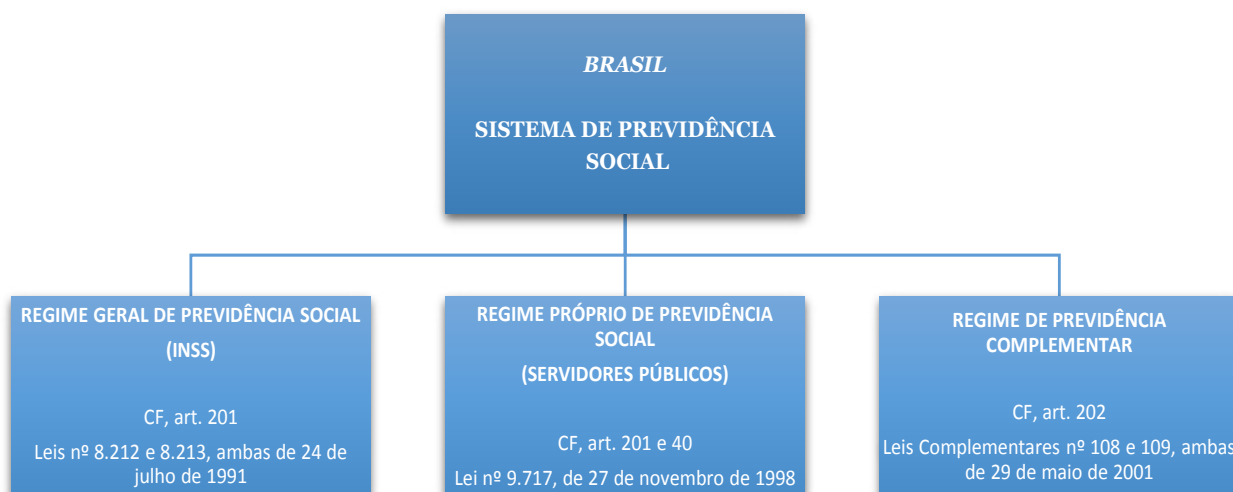 BRASIL
SISTEMA DE PREVIDÊNCIA
SOCIAL
REGIME GERAL DE PREVIDÊNCIA SOCIAL
(INSS)
CF, art. 201
Leis nº 8.212 e 8.213, ambas de 24 de
julho de 1991
REGIME PRÓPRIO DE PREVIDÊNCIA
SOCIAL
(SERVIDORES PÚBLICOS)
CF, art. 201 e 40
Lei nº 9.717, de 27 de novembro de 1998
REGIME DE PREVIDÊNCIA
COMPLEMENTAR
CF, art. 202
Leis Complementares nº 108 e 109, ambas
de 29 de maio de 2001